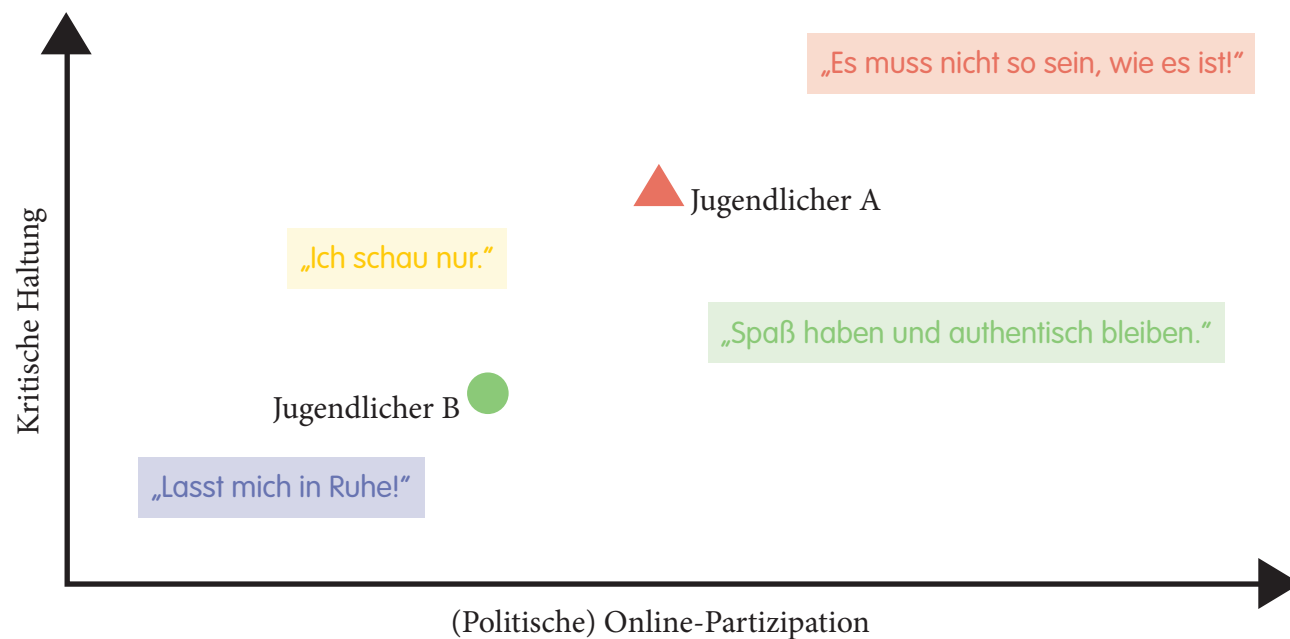 „Es muss nicht so sein, wie es ist!“
Jugendlicher A
„Ich schau nur.“
„Spaß haben und authentisch bleiben.“
Jugendlicher B
„Lasst mich in Ruhe!“
Kritische Haltung
(Politische) Online-Partizipation